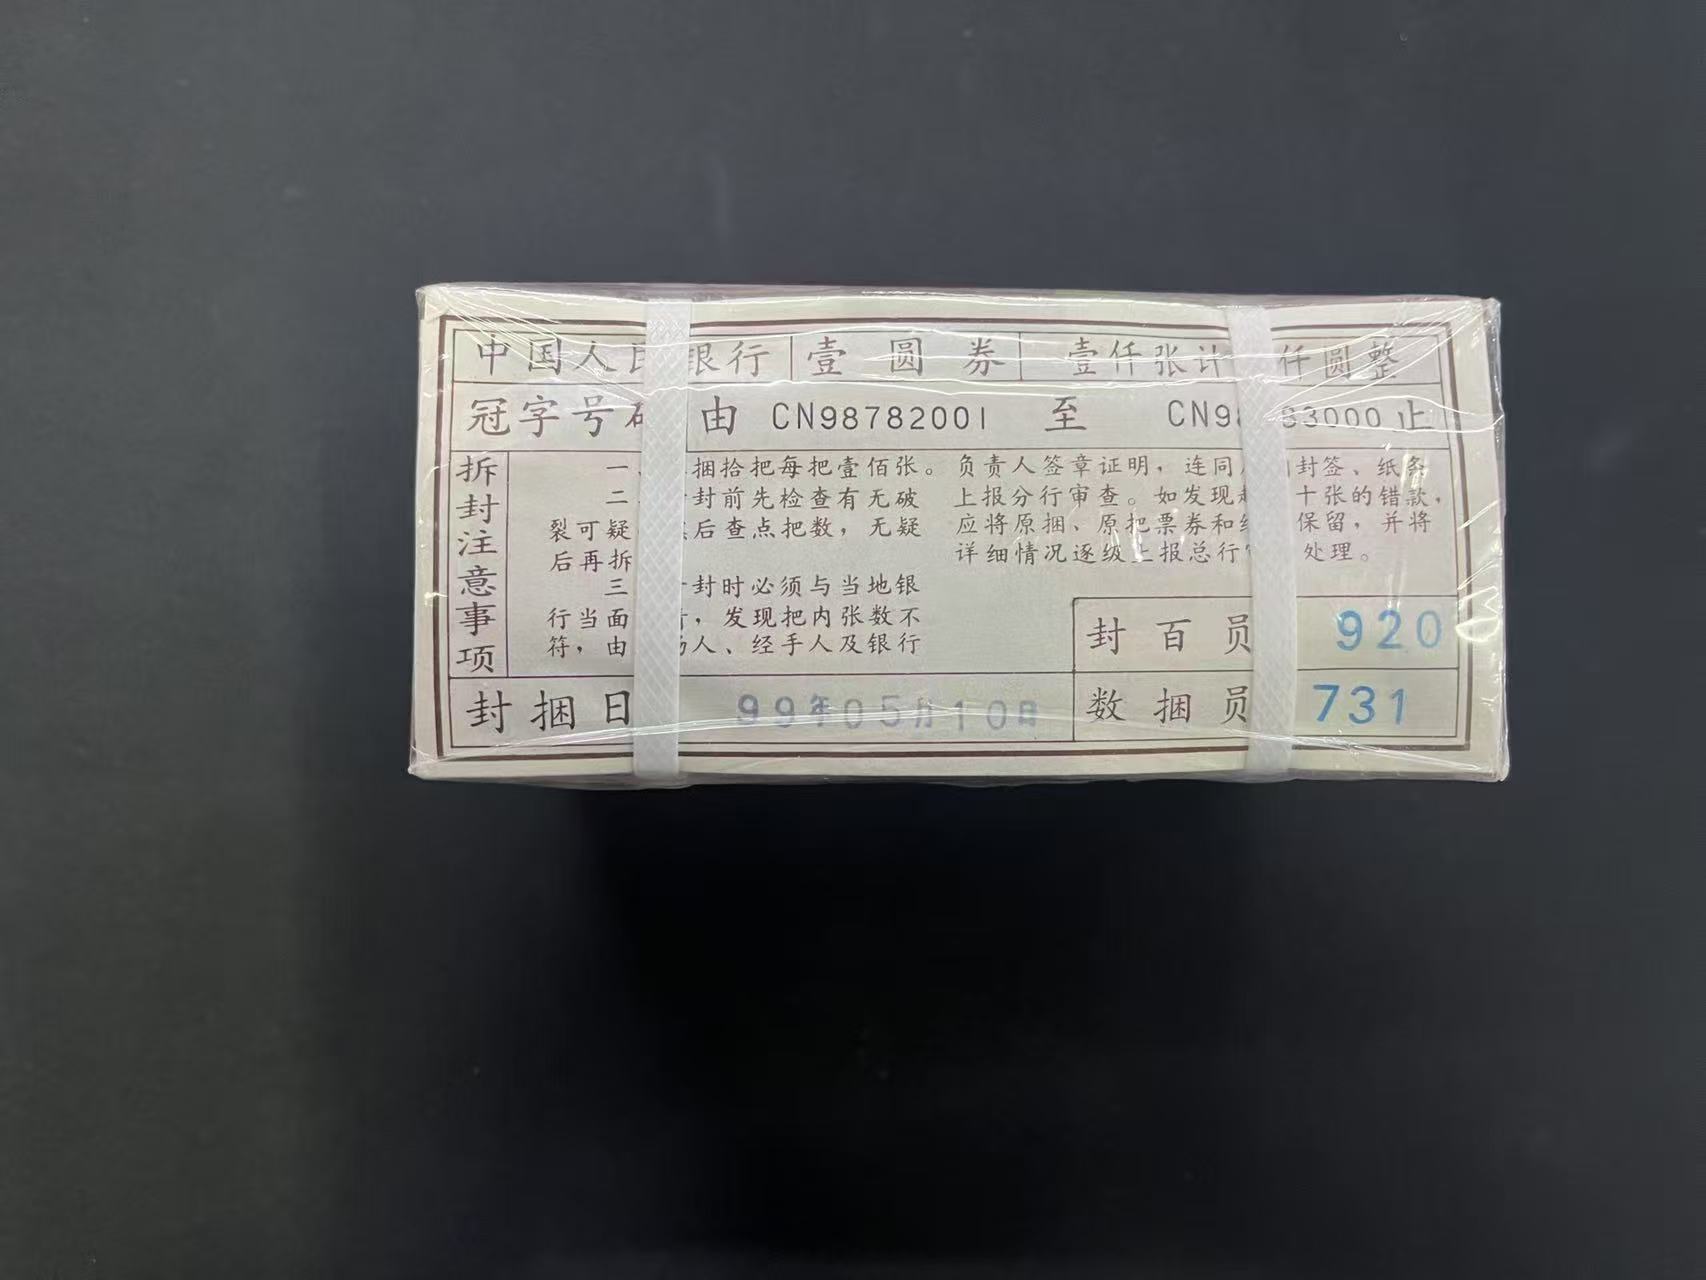 中国人民银行 壹圆券 壹仟张计 仟圆整
冠字号 由 CN98782001 至 CN98 83000 止
拆封注意事项
一、 捆拾把每把壹佰张。
二 封前先检查有无破
裂可疑 后查点把数，无疑
后再拆
三 封时必须与当地银
行当面 ，发现把内张数不
符，由 人、经手人及银行
负责人签章证明，连同 封签、纸条
上报分行审查。如发现 十张的错款，
应将原捆、原把票券和 保留，并将
详细情况逐级上报总行 处理。
封百员 920
封捆日 99年05月10日 数捆员 731